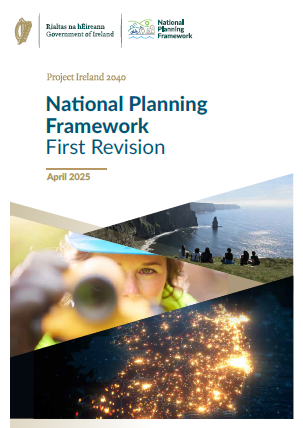 Rialtas na hÉireann
Government of Ireland
National
Planning
Framework
Project Ireland 2040
National Planning
Framework
First Revision
April 2025